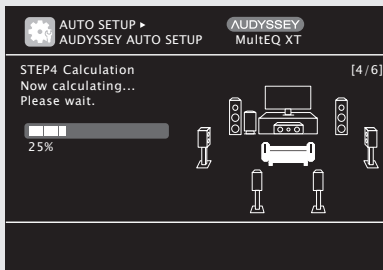 AUTO SETUP ▸
AUDYSSEY AUTO SETUP
AUDYSSEY
MultEQ XT
STEP4 Calculation
[4/6]
Now calculating...
Please wait.
25%